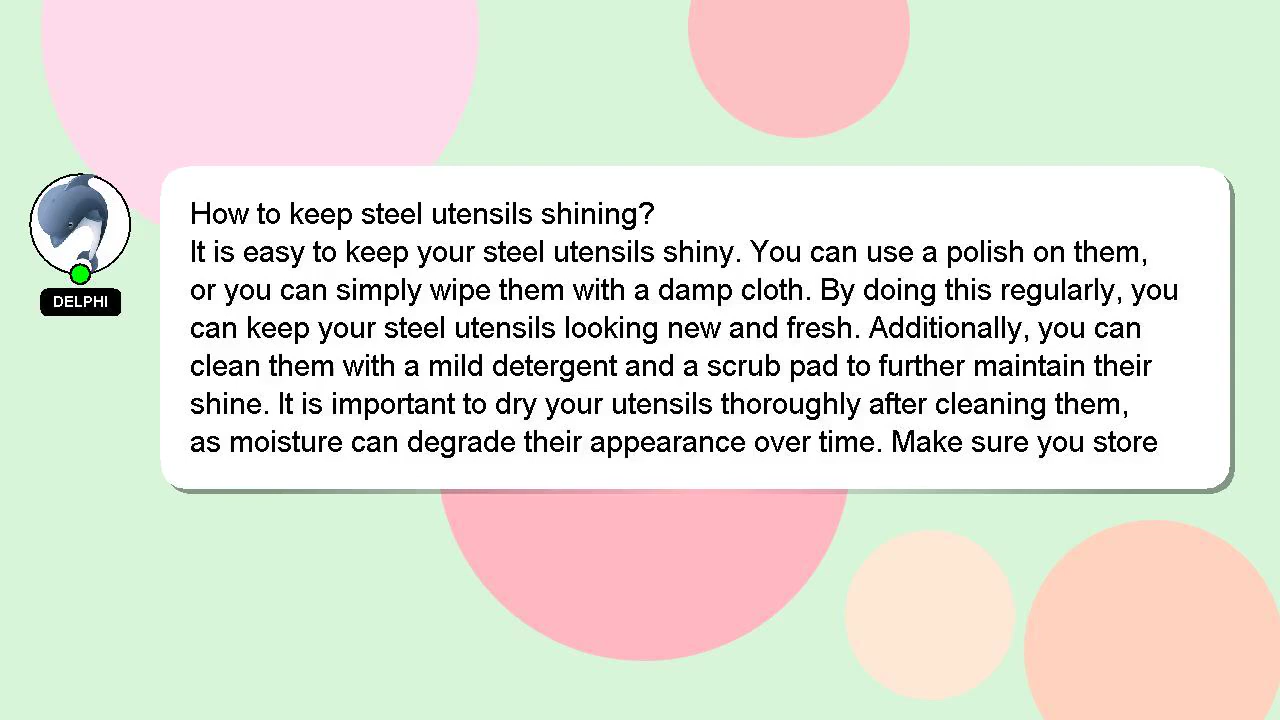 How to keep steel utensils shining?
It is easy to keep your steel utensils shiny. You can use a polish on them,
or you can simply wipe them with a damp cloth. By doing this regularly, you
can keep your steel utensils looking new and fresh. Additionally, you can
clean them with a mild detergent and a scrub pad to further maintain their
shine. It is important to dry your utensils thoroughly after cleaning them,
as moisture can degrade their appearance over time. Make sure you store
DELPHI